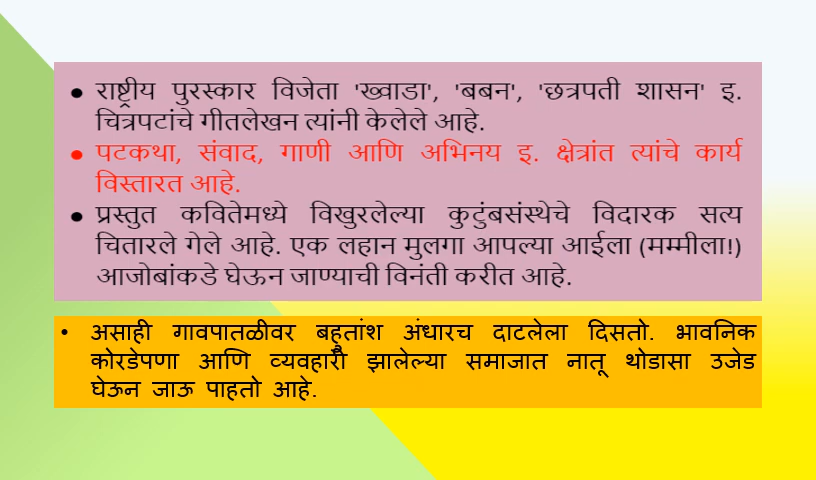 • राष्ट्रीय पुरस्कार विजेता 'ख्वाडा', 'बबन', 'छत्रपती शासन' इ.
चित्रपटांचे गीतलेखन त्यांनी केलेले आहे.
• पटकथा, संवाद, गाणी आणि अभिनय इ. क्षेत्रांत त्यांचे कार्य
विस्तारत आहे.
• प्रस्तुत कवितेमध्ये विखुरलेल्या कुटुंबसंस्थेचे विदारक सत्य
चितारले गेले आहे. एक लहान मुलगा आपल्या आईला (मम्मीला!)
आजोबांकडे घेऊन जाण्याची विनंती करीत आहे.
• असाही गावपातळीवर बहुतांश अंधारच दाटलेला दिसतो. भावनिक
कोरडेपणा आणि व्यवहारी झालेल्या समाजात नातू थोडासा उजेड
घेऊन जाऊ पाहतो आहे.